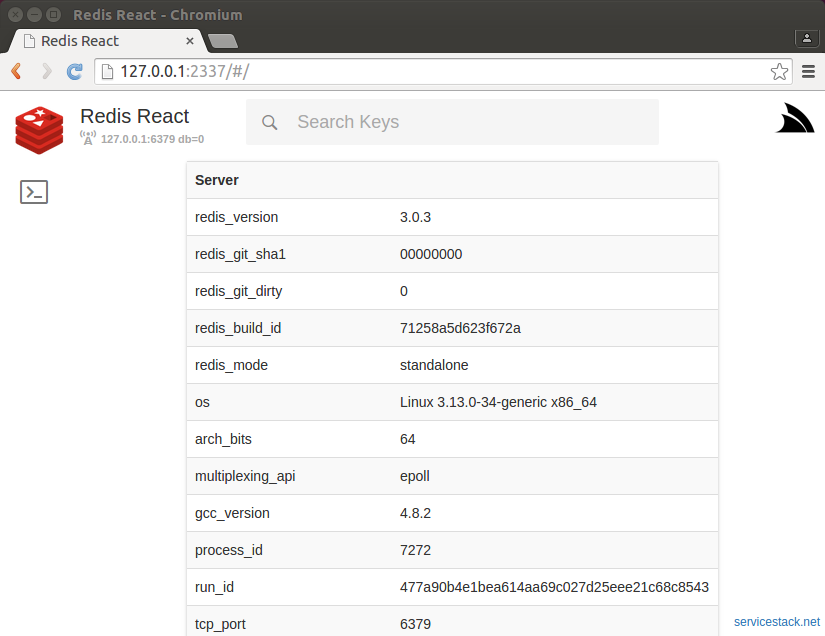 Redis React - Chromium
Redis React ×
127.0.0.1:2337/#/
Redis React
127.0.0.1:6379 db=0
Search Keys
Server
redis_version 3.0.3
redis_git_sha1 00000000
redis_git_dirty 0
redis_build_id 71258a5d623f672a
redis_mode standalone
os Linux 3.13.0-34-generic x86_64
arch_bits 64
multiplexing_api epoll
gcc_version 4.8.2
process_id 7272
run_id 477a90b4e1bea614aa69c027d25eee21c68c8543
tcp_port 6379
servicestack.net